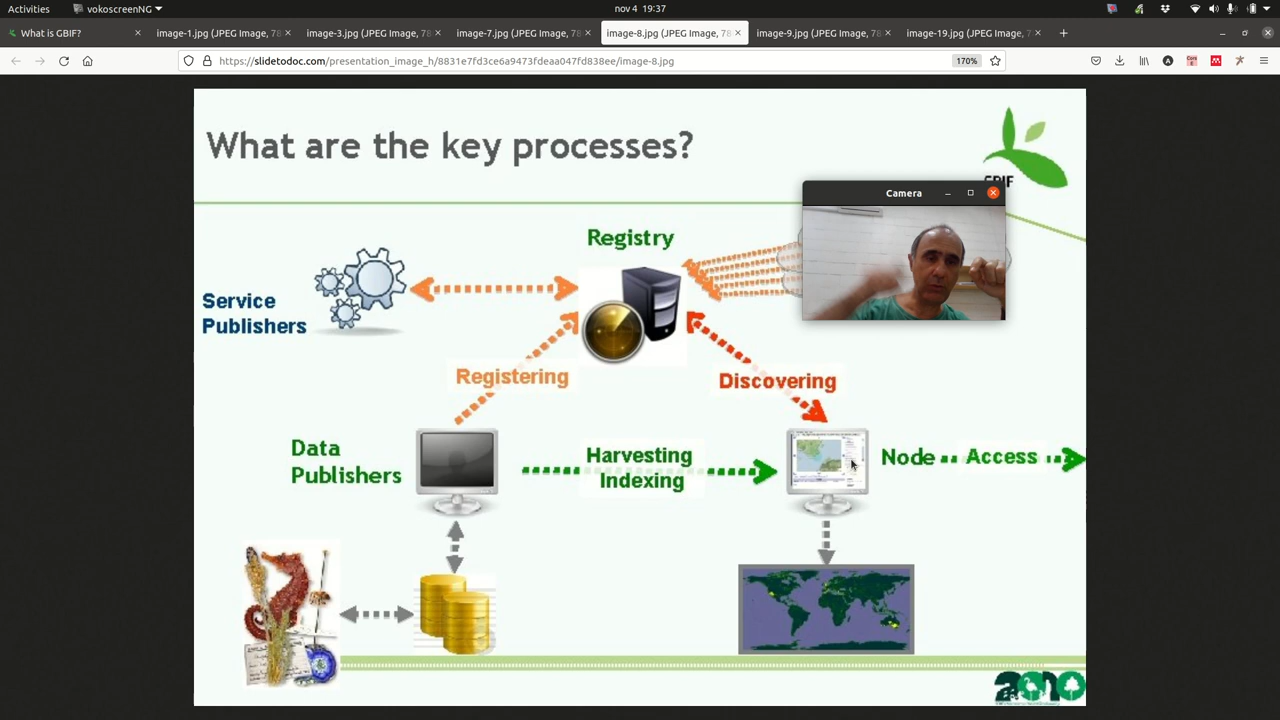 Activities
vokoscreenNG
nov 4 19:37
What is GBIF?
image-1.jpg (JPEG Image, 78
image-3.jpg (JPEG Image, 78
image-7.jpg (JPEG Image, 78
image-8.jpg (JPEG Image, 78
image-9.jpg (JPEG Image, 78
image-19.jpg (JPEG Image, 7
https://slidetodoc.com/presentation_image_h/8831e7fd3ce6a9473fdeaa047fd838ee/image-8.jpg
170%
What are the key processes?
GBIF
Camera
Registry
Service
Publishers
Registering
Discovering
Data
Publishers
Harvesting
Indexing
Node
Access
2010